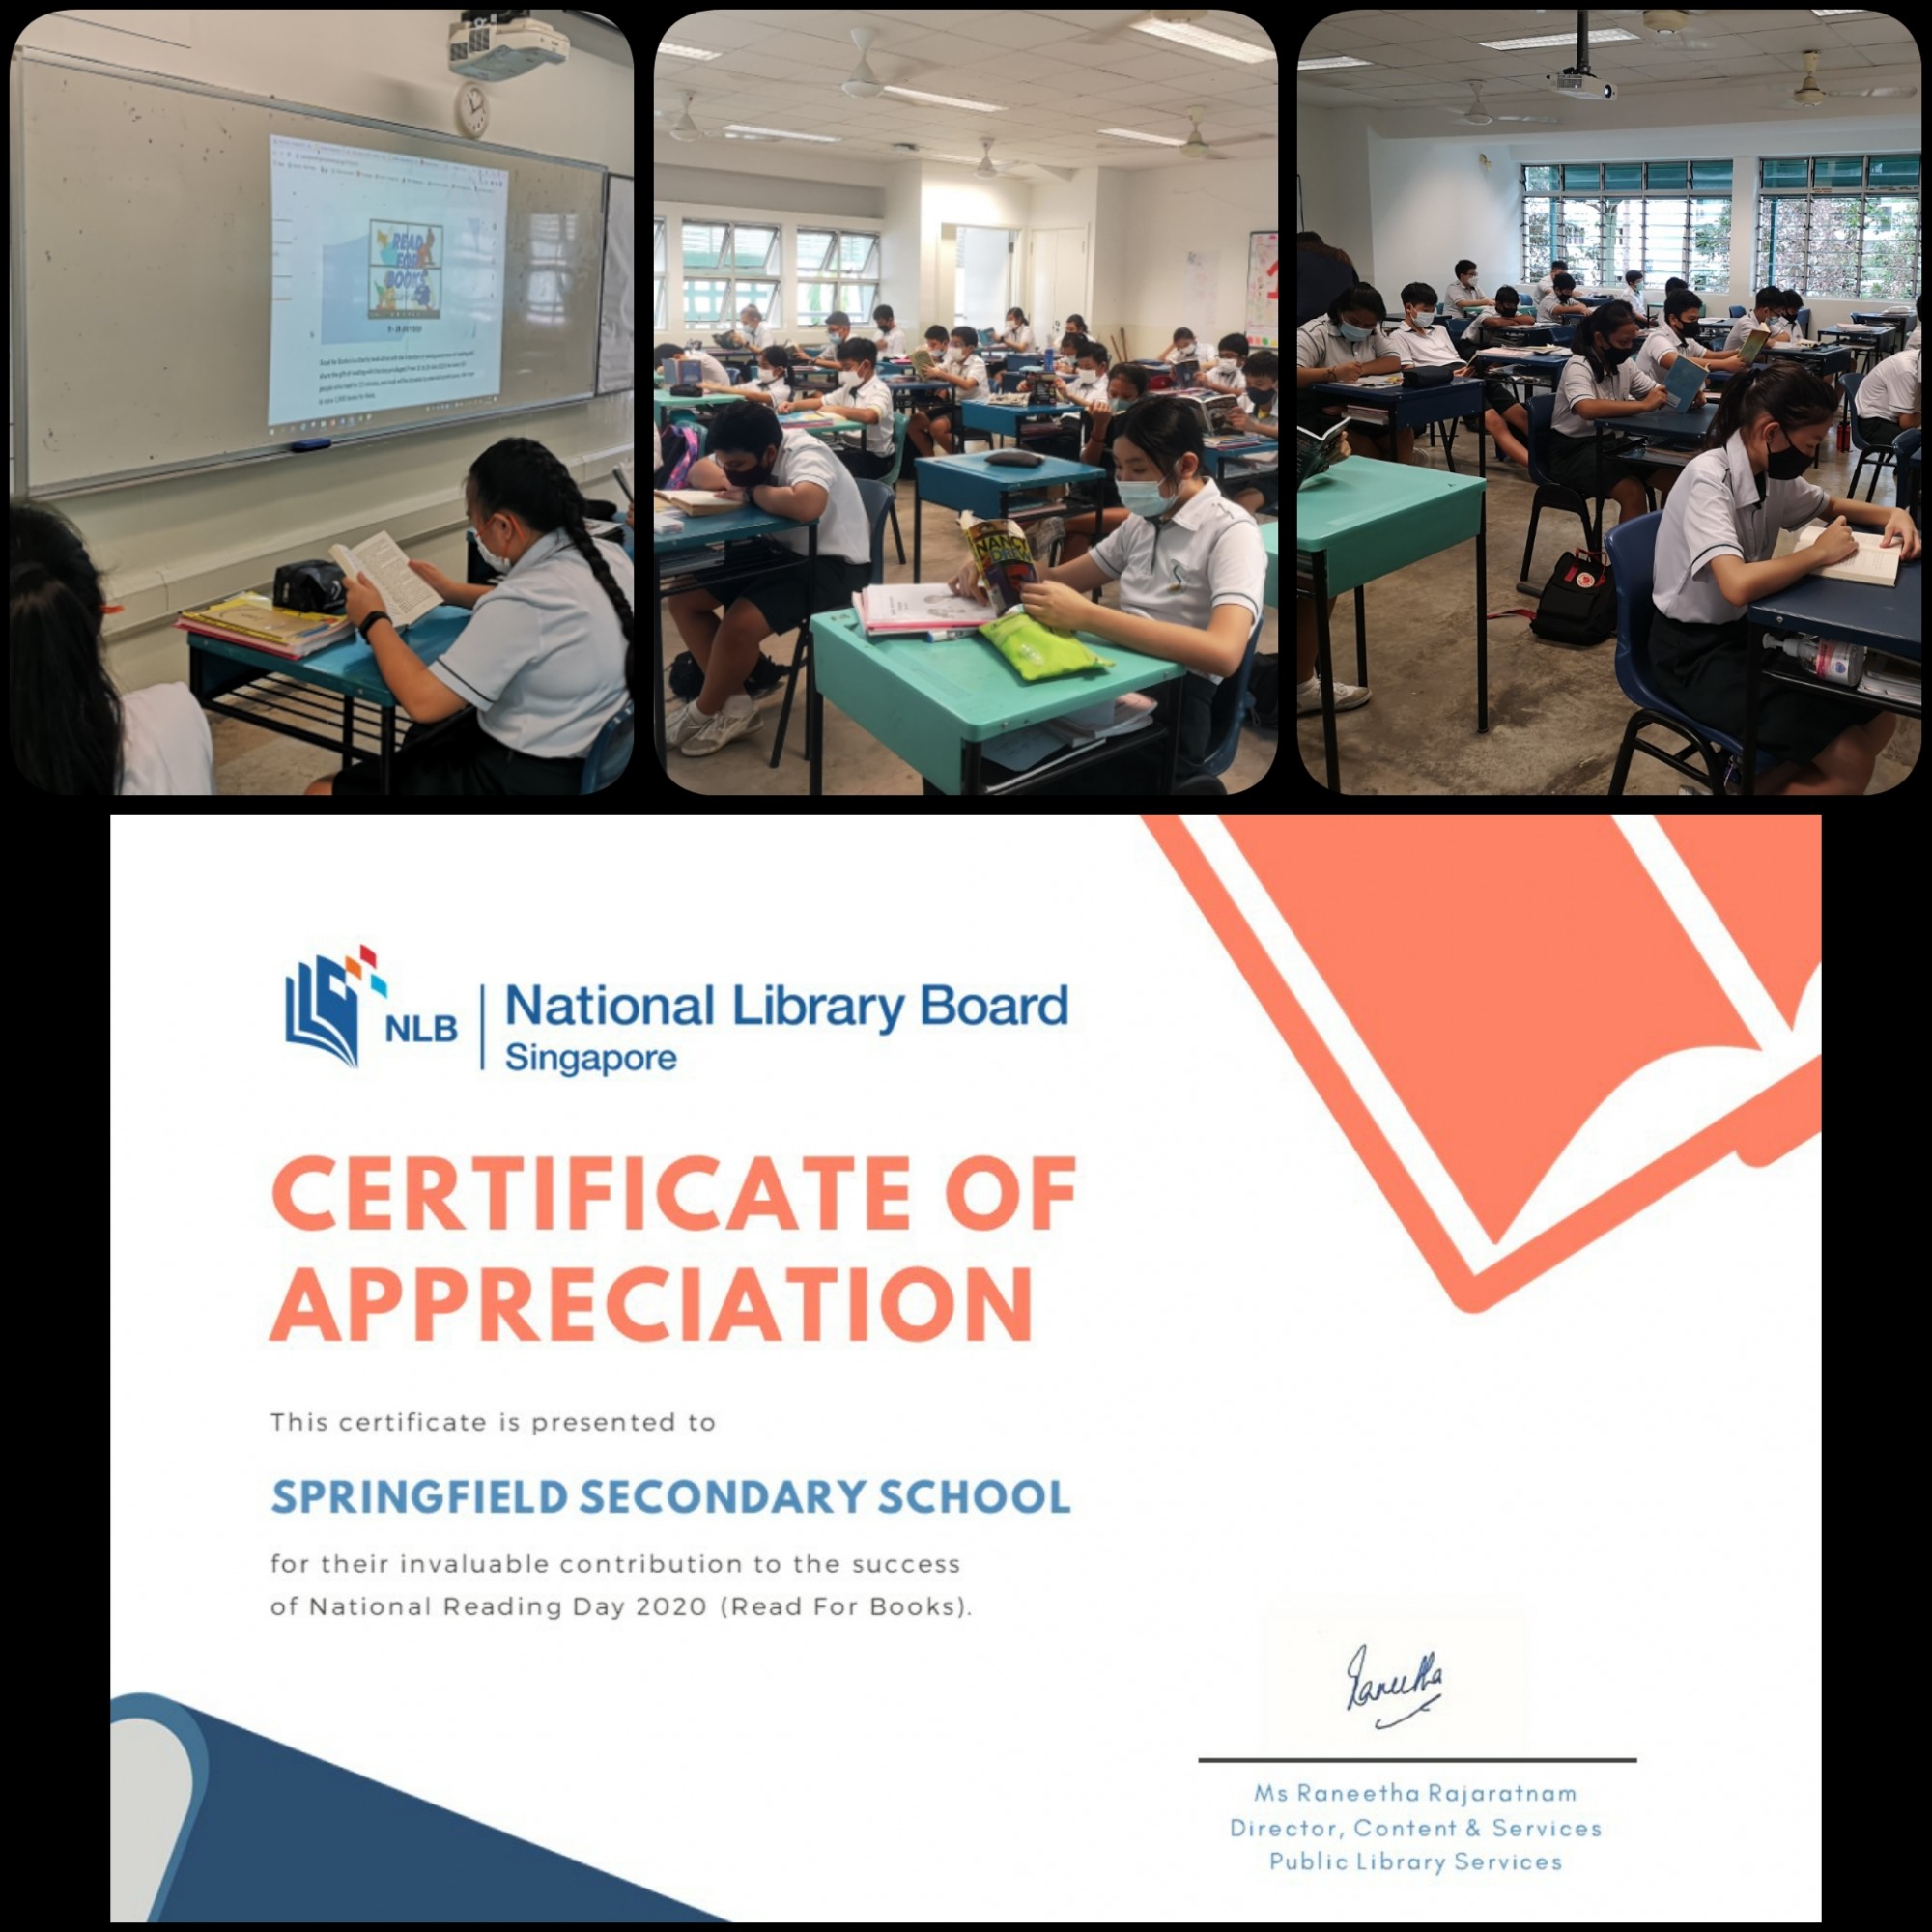 READ
FOR
BOOKS
NANCY
DREW
NLB
National Library Board
Singapore
CERTIFICATE OF
APPRECIATION
This certificate is presented to
SPRINGFIELD SECONDARY SCHOOL
for their invaluable contribution to the success
of National Reading Day 2020 (Read For Books).
Raneetha
Ms Raneetha Rajaratnam
Director, Content & Services
Public Library Services